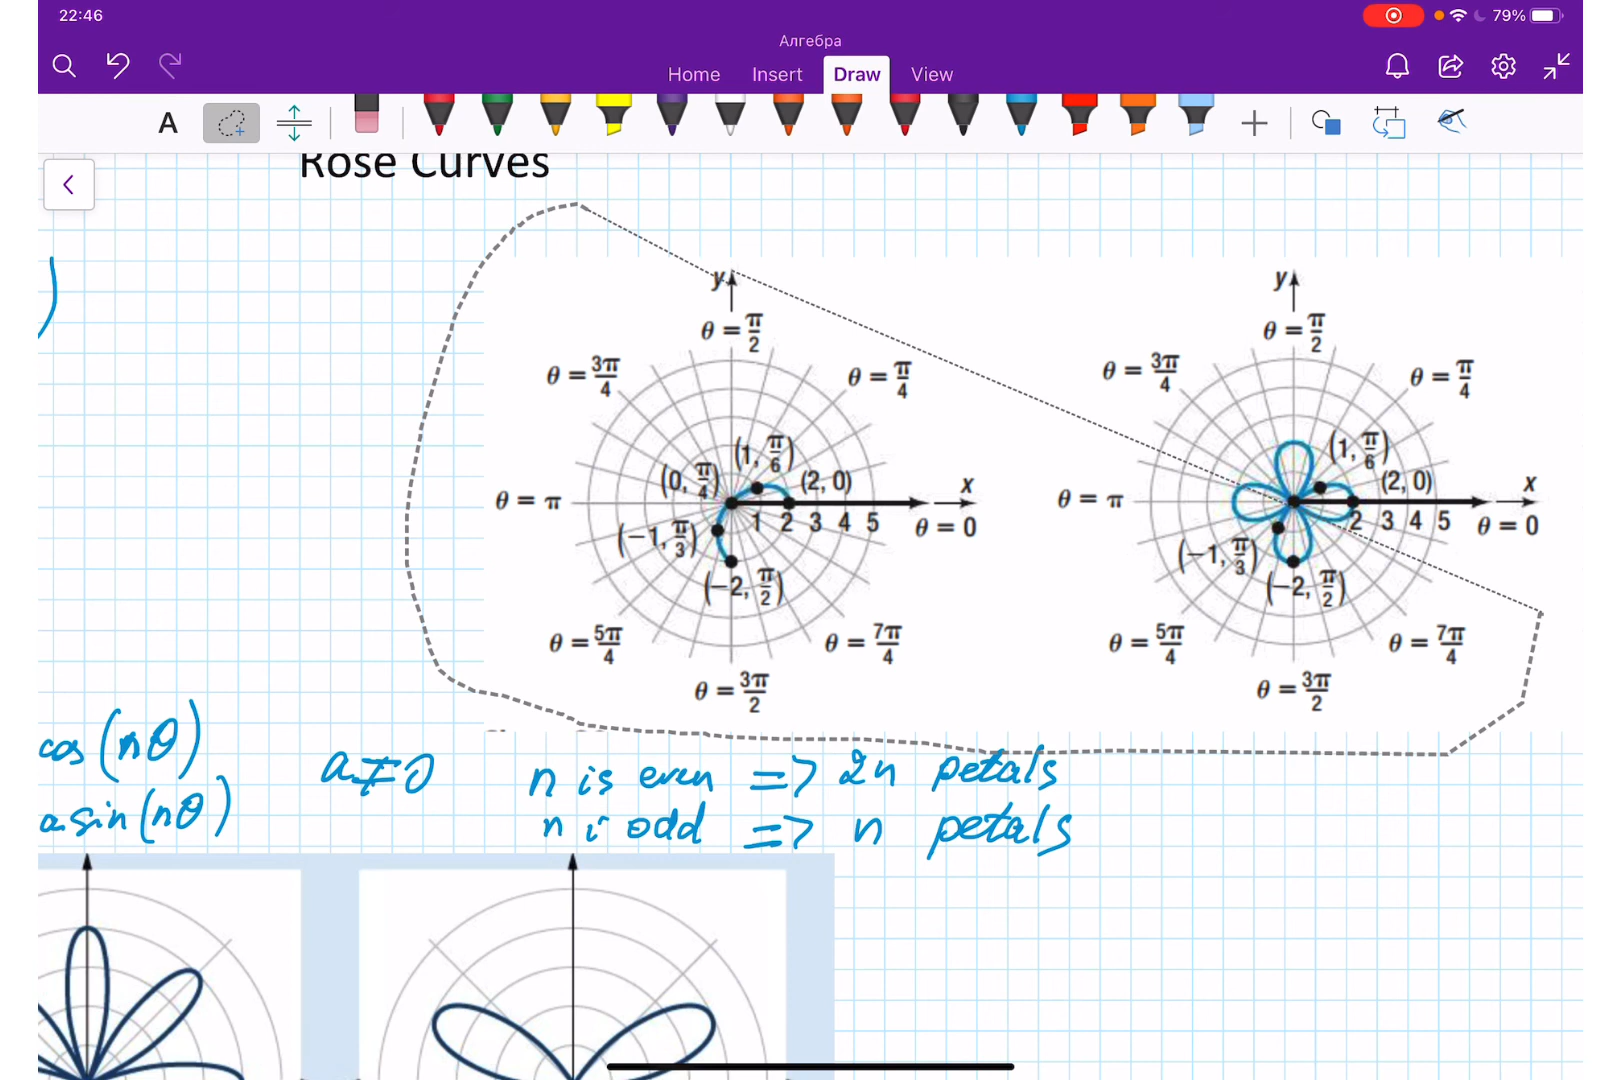 22:46
79%
Алгебра
Home Insert Draw View
A
Rose Curves
)
y
θ = π/2
θ = 3π/4
θ = π/4
(1, π/6)
(0, π/4)
(2, 0)
x
θ = π
1 2 3 4 5
θ = 0
(−1, π/3)
(−2, π/2)
θ = 5π/4
θ = 7π/4
θ = 3π/2
y
θ = π/2
θ = 3π/4
θ = π/4
(1, π/6)
(2, 0)
x
θ = π
2 3 4 5
θ = 0
(−1, π/3)
(−2, π/2)
θ = 5π/4
θ = 7π/4
θ = 3π/2
cos(nθ)
a≠0
n is even => 2n petals
a sin(nθ)
n i odd => n petals